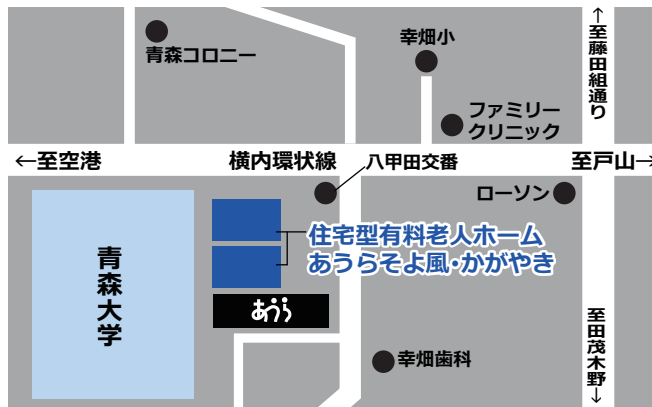 青森コロニー
幸畑小
↑至藤田組通り
ファミリー
クリニック
←至空港
横内環状線
八甲田交番
至戸山→
ローソン
青森大学
住宅型有料老人ホーム
あうらそよ風・かがやき
あうら
幸畑歯科
至田茂木野→